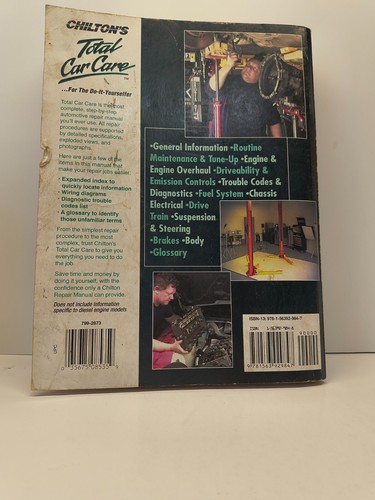 CHILTON'S
Total
Car Care™
...For The Do-It-Yourselfer
Total Car Care is the most
complete, step-by-step
automotive repair manual
you'll ever use. All repair
procedures are supported
by detailed specifications,
exploded views, and
photographs.
Here are just a few of the
items in this manual that
make your repair jobs easier.
• Expanded index to
quickly locate information
• Wiring diagrams
• Diagnostic trouble
codes list
• A glossary to identify
those unfamiliar terms
From the simplest repair
procedure to the most
complex, trust Chilton's
Total Car Care to give you
everything you need to do
the job.
Save time and money by
doing it yourself, with the
confidence only a Chilton
Repair Manual can provide.
Does not include information
specific to diesel engine models
•General Information •Routine
Maintenance & Tune-Up •Engine &
Engine Overhaul •Driveability &
Emission Controls •Trouble Codes &
Diagnostics •Fuel System •Chassis
Electrical •Drive
Train •Suspension
& Steering
•Brakes •Body
•Glossary
UPC